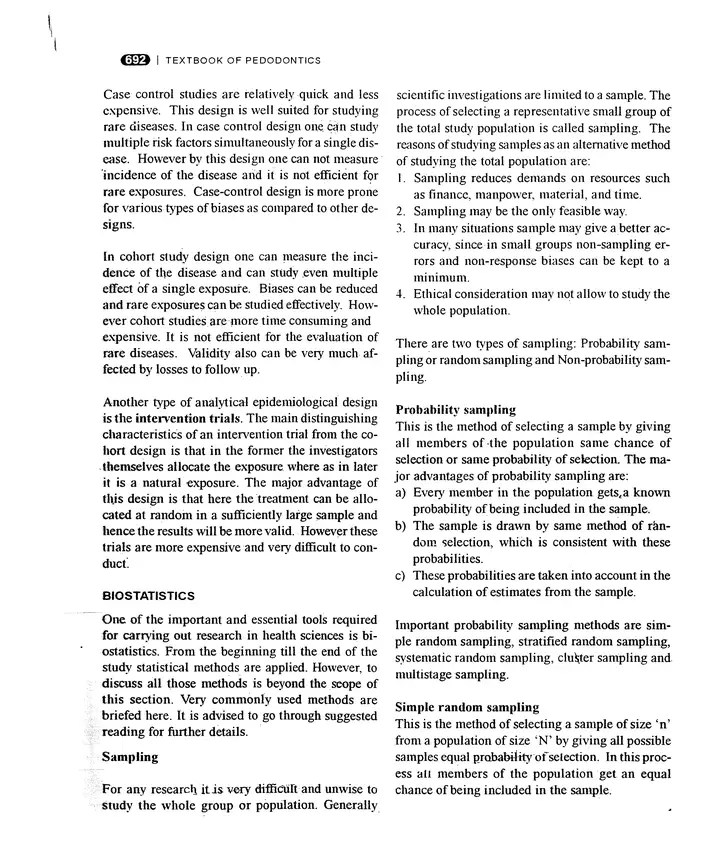 692 | TEXTBOOK OF PEDODONTICS
Case control studies are relatively quick and less
expensive. This design is well suited for studying
rare diseases. In case control design one can study
multiple risk factors simultaneously for a single dis-
ease. However by this design one can not measure
incidence of the disease and it is not efficient for
rare exposures. Case-control design is more prone
for various types of biases as compared to other de-
signs.
In cohort study design one can measure the inci-
dence of the disease and can study even multiple
effect of a single exposure. Biases can be reduced
and rare exposures can be studied effectively. How-
ever cohort studies are more time consuming and
expensive. It is not efficient for the evaluation of
rare diseases. Validity also can be very much af-
fected by losses to follow up.
Another type of analytical epidemiological design
is the intervention trials. The main distinguishing
characteristics of an intervention trial from the co-
hort design is that in the former the investigators
themselves allocate the exposure where as in later
it is a natural exposure. The major advantage of
this design is that here the treatment can be allo-
cated at random in a sufficiently large sample and
hence the results will be more valid. However these
trials are more expensive and very difficult to con-
duct.
BIOSTATISTICS
One of the important and essential tools required
for carrying out research in health sciences is bi-
ostatistics. From the beginning till the end of the
study statistical methods are applied. However, to
discuss all those methods is beyond the scope of
this section. Very commonly used methods are
briefed here. It is advised to go through suggested
reading for further details.
Sampling
For any research it is very difficult and unwise to
study the whole group or population. Generally
scientific investigations are limited to a sample. The
process of selecting a representative small group of
the total study population is called sampling. The
reasons of studying samples as an alternative method
of studying the total population are:
1. Sampling reduces demands on resources such
as finance, manpower, material, and time.
2. Sampling may be the only feasible way.
3. In many situations sample may give a better ac-
curacy, since in small groups non-sampling er-
rors and non-response biases can be kept to a
minimum.
4. Ethical consideration may not allow to study the
whole population.
There are two types of sampling: Probability sam-
pling or random sampling and Non-probability sam-
pling.
Probability sampling
This is the method of selecting a sample by giving
all members of the population same chance of
selection or same probability of selection. The ma-
jor advantages of probability sampling are:
a) Every member in the population gets a known
probability of being included in the sample.
b) The sample is drawn by same method of ran-
dom selection, which is consistent with these
probabilities.
c) These probabilities are taken into account in the
calculation of estimates from the sample.
Important probability sampling methods are sim-
ple random sampling, stratified random sampling,
systematic random sampling, cluster sampling and
multistage sampling.
Simple random sampling
This is the method of selecting a sample of size ‘n’
from a population of size ‘N’ by giving all possible
samples equal probability of selection. In this proc-
ess all members of the population get an equal
chance of being included in the sample.